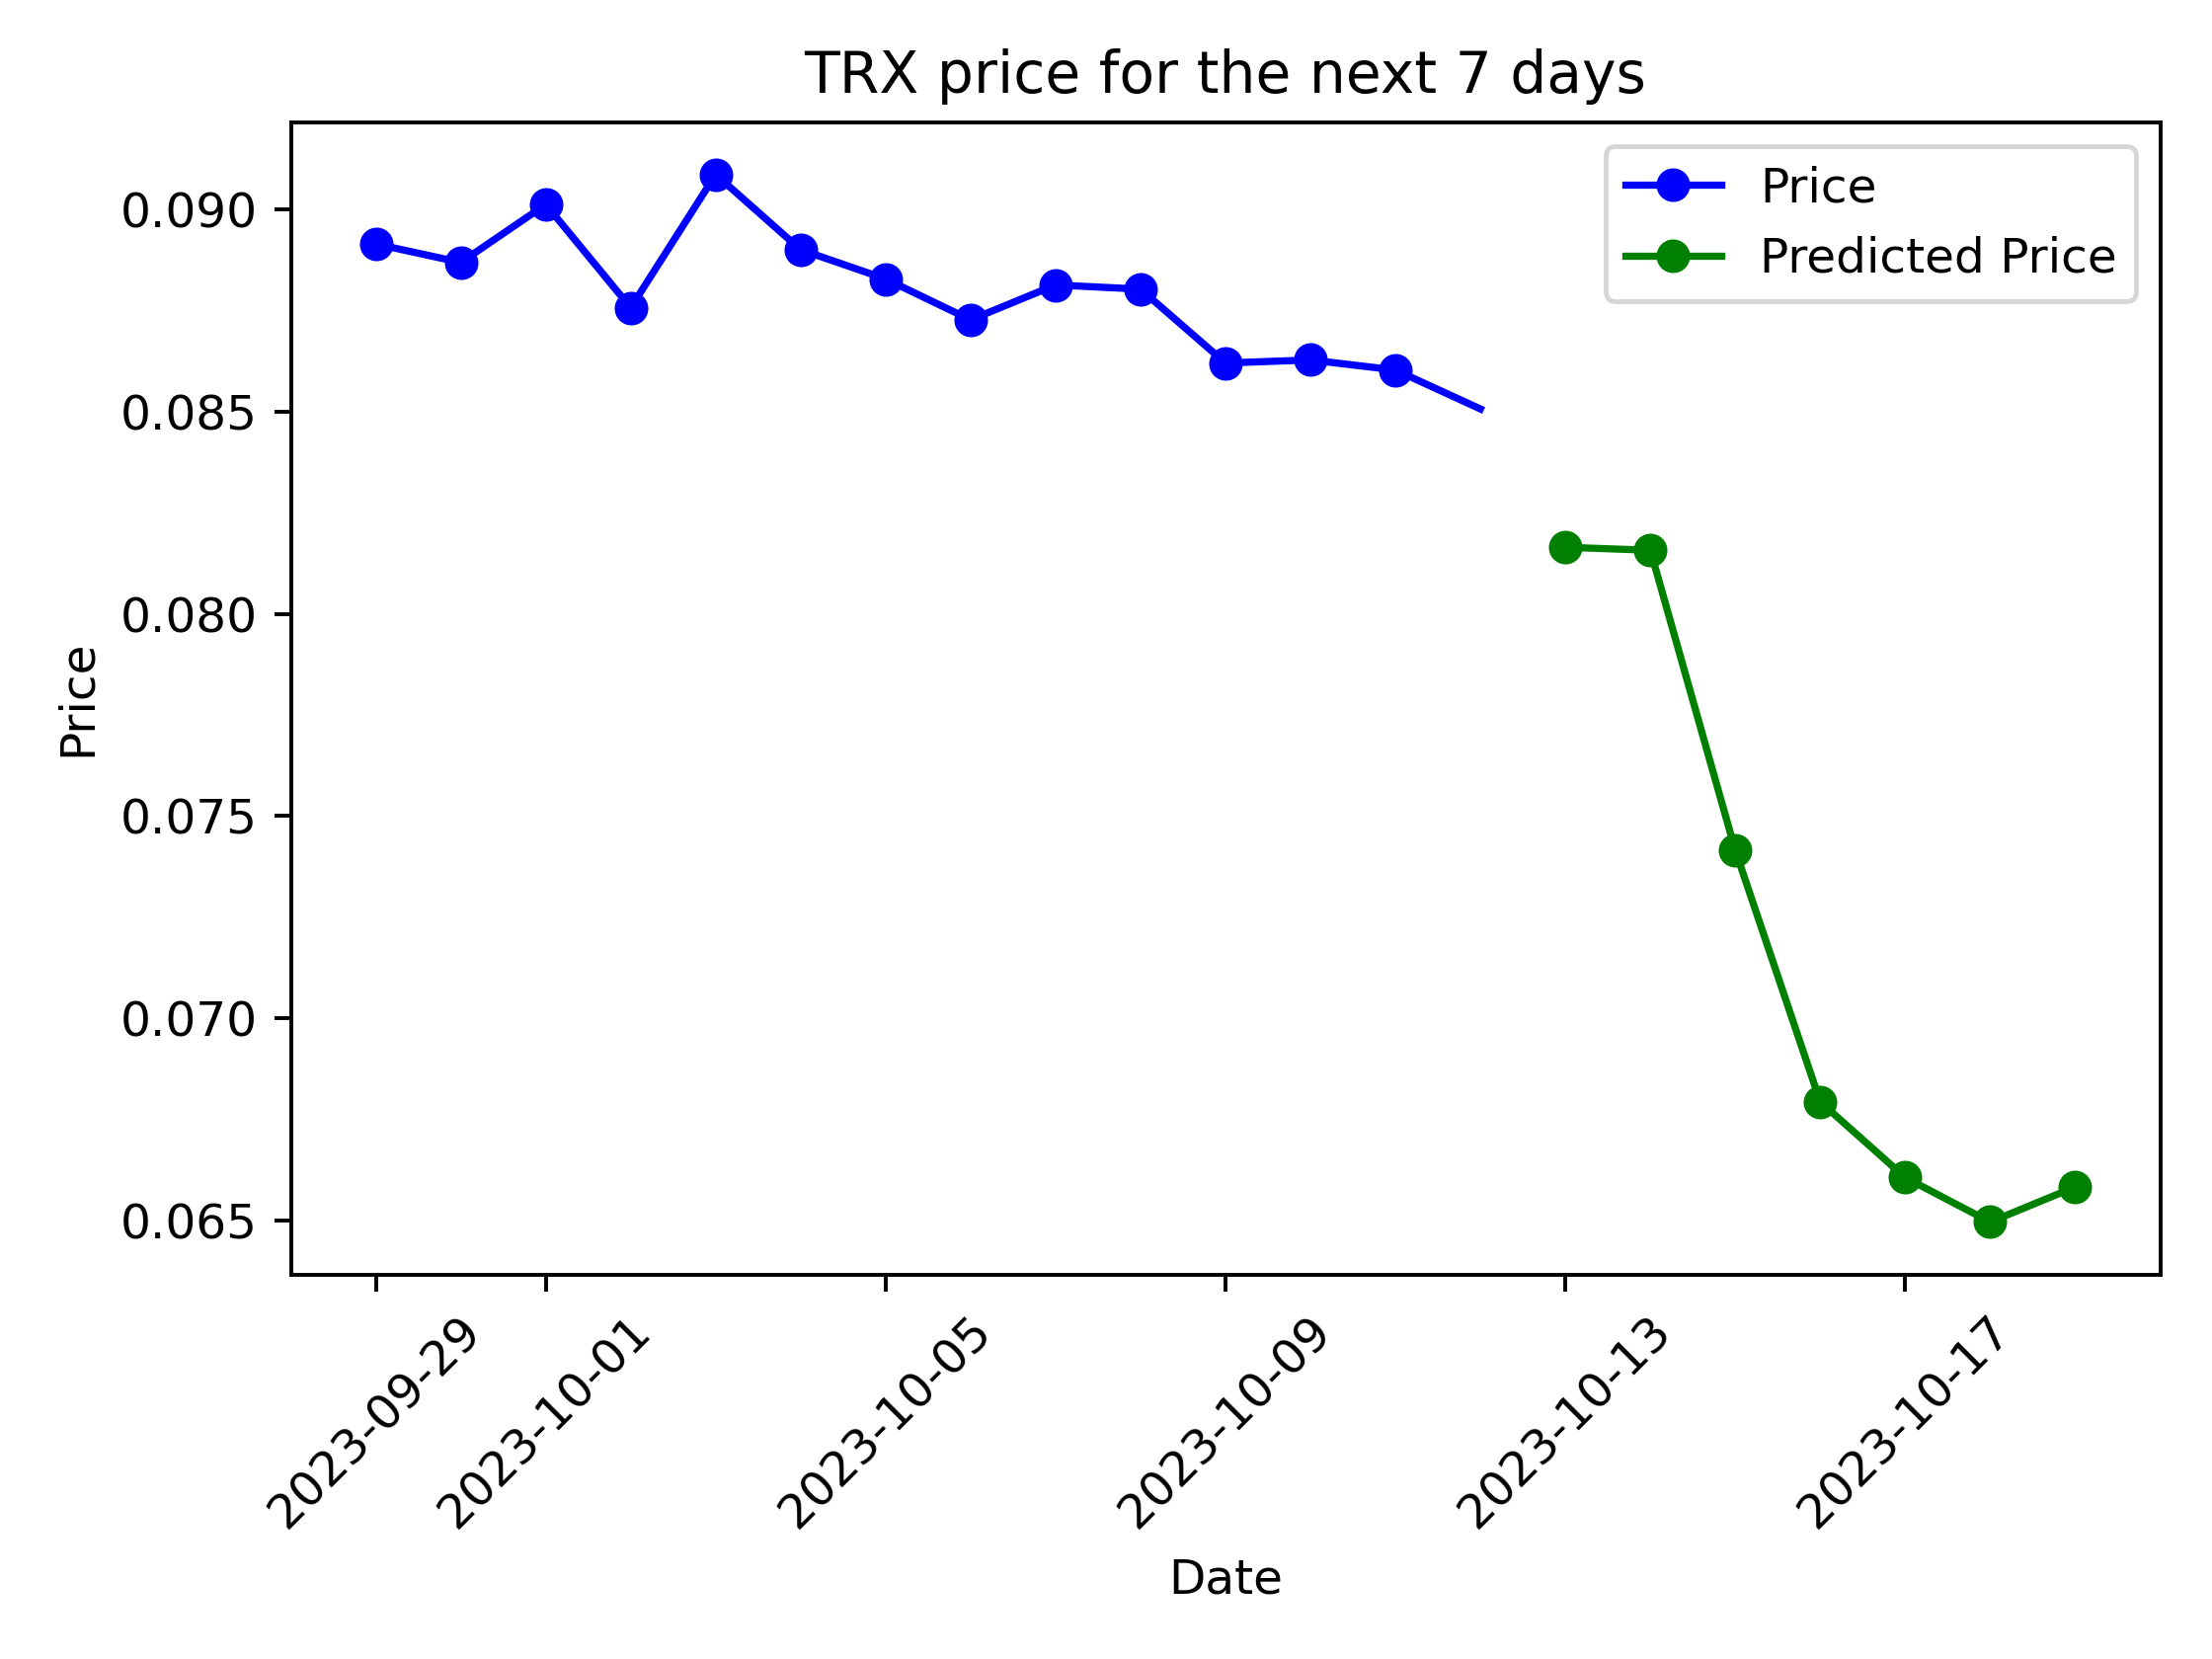 TRX price for the next 7 days
Price
Predicted Price
0.090
0.085
0.080
0.075
0.070
0.065
Price
2023-09-29
2023-10-01
2023-10-05
2023-10-09
2023-10-13
2023-10-17
Date